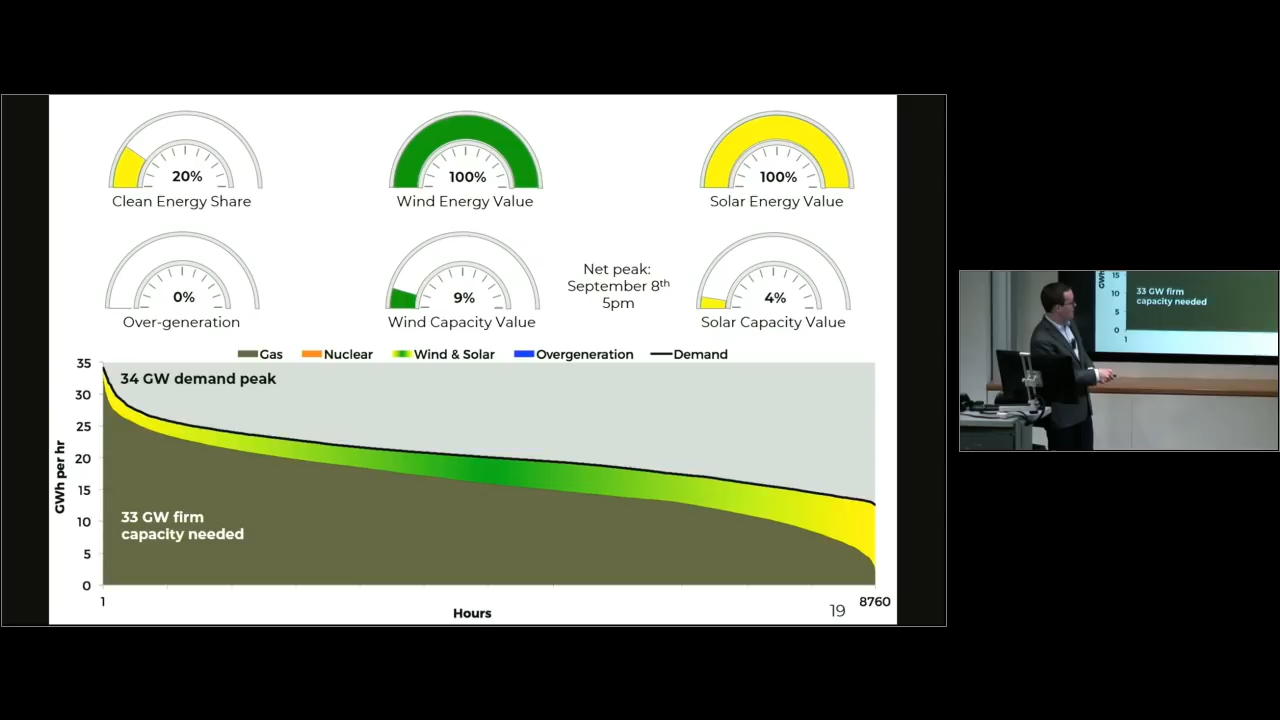 20%
Clean Energy Share
100%
Wind Energy Value
100%
Solar Energy Value
0%
Over-generation
9%
Wind Capacity Value
Net peak:
September 8th
5pm
4%
Solar Capacity Value
Gas Nuclear Wind & Solar Overgeneration Demand
GWh per hr
35
30
25
20
15
10
5
0
34 GW demand peak
33 GW firm
capacity needed
1
8760
Hours
19
GWh
15
10
5
0
33 GW firm
capacity needed
1